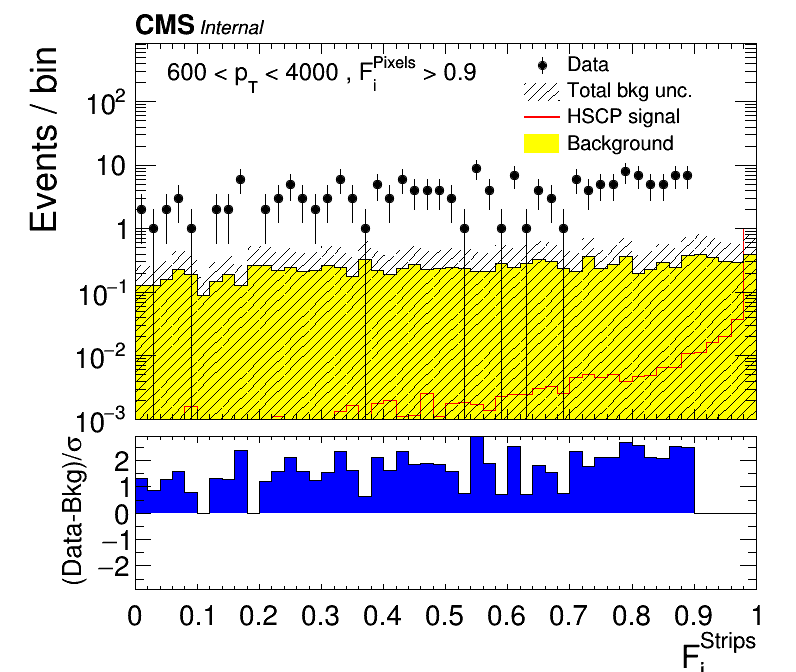 CMS Internal
600 < p_T < 4000 , F_i^Pixels > 0.9
Data
Total bkg unc.
HSCP signal
Background
Events / bin
10²
10
1
10⁻¹
10⁻²
10⁻³
(Data-Bkg)/σ
2
1
0
−1
−2
0 0.1 0.2 0.3 0.4 0.5 0.6 0.7 0.8 0.9 1
F_i^Strips